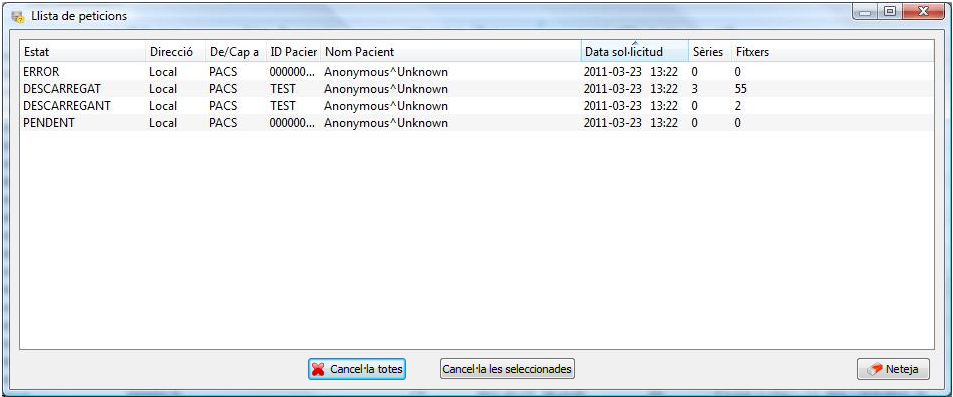 Llista de peticions
Estat Direcció De/Cap a ID Pacier Nom Pacient Data sol·licitud Sèries Fitxers
ERROR Local PACS 000000... Anonymous^Unknown 2011-03-23 13:22 0 0
DESCARREGAT Local PACS TEST Anonymous^Unknown 2011-03-23 13:22 3 55
DESCARREGANT Local PACS TEST Anonymous^Unknown 2011-03-23 13:22 0 2
PENDENT Local PACS 000000... Anonymous^Unknown 2011-03-23 13:22 0 0
Cancel·la totes Cancel·la les seleccionades Neteja